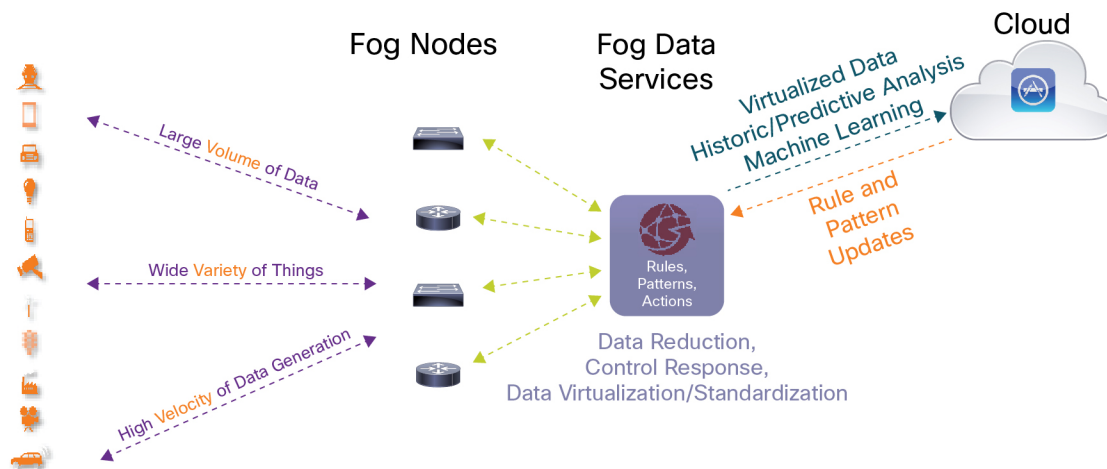 Fog Nodes
Fog Data
Services
Cloud
Virtualized Data
Historic/Predictive Analysis
Machine Learning
Rule and
Pattern
Updates
Large Volume of Data
Wide Variety of Things
High Velocity of Data Generation
Rules,
Patterns,
Actions
Data Reduction,
Control Response,
Data Virtualization/Standardization